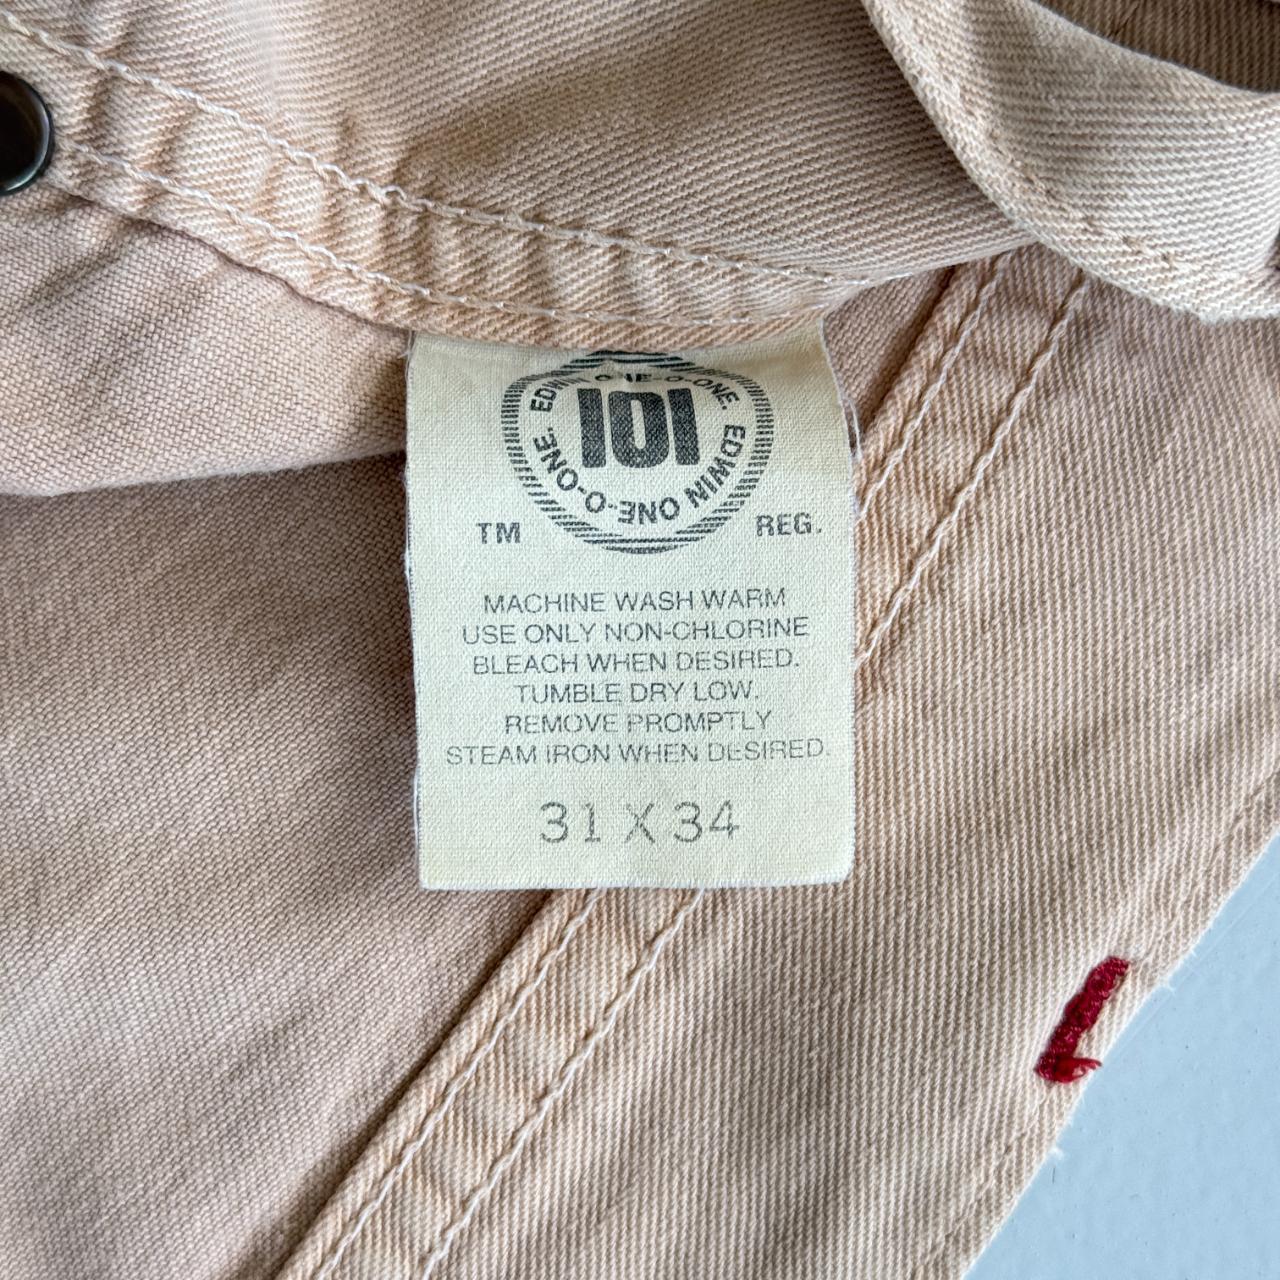 EDWIN ONE-O-ONE. EDWIN ONE-O-ONE.
101
TM REG.
MACHINE WASH WARM
USE ONLY NON-CHLORINE
BLEACH WHEN DESIRED.
TUMBLE DRY LOW.
REMOVE PROMPTLY
STEAM IRON WHEN DESIRED.
31 X 34